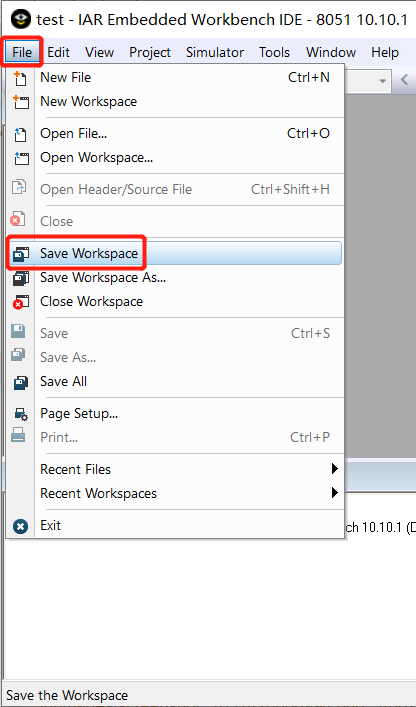 test - IAR Embedded Workbench IDE - 8051 10.10.1
File Edit View Project Simulator Tools Window Help
New File Ctrl+N
New Workspace
Open File... Ctrl+O
Open Workspace...
Open Header/Source File Ctrl+Shift+H
Close
Save Workspace
Save Workspace As...
Close Workspace
Save Ctrl+S
Save As...
Save All
Page Setup...
Print... Ctrl+P
Recent Files
Recent Workspaces
Exit
ch 10.10.1 (D
Save the Workspace